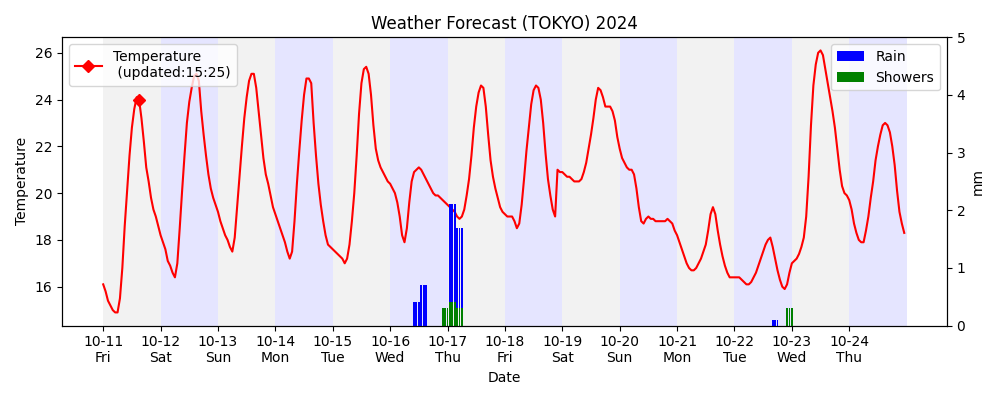 Weather Forecast (TOKYO) 2024
Temperature
(updated:15:25)
Rain
Showers
Temperature
26
24
22
20
18
16
5
4
3
2
1
0
mm
10-11 10-12 10-13 10-14 10-15 10-16 10-17 10-18 10-19 10-20 10-21 10-22 10-23 10-24
Fri Sat Sun Mon Tue Wed Thu Fri Sat Sun Mon Tue Wed Thu
Date